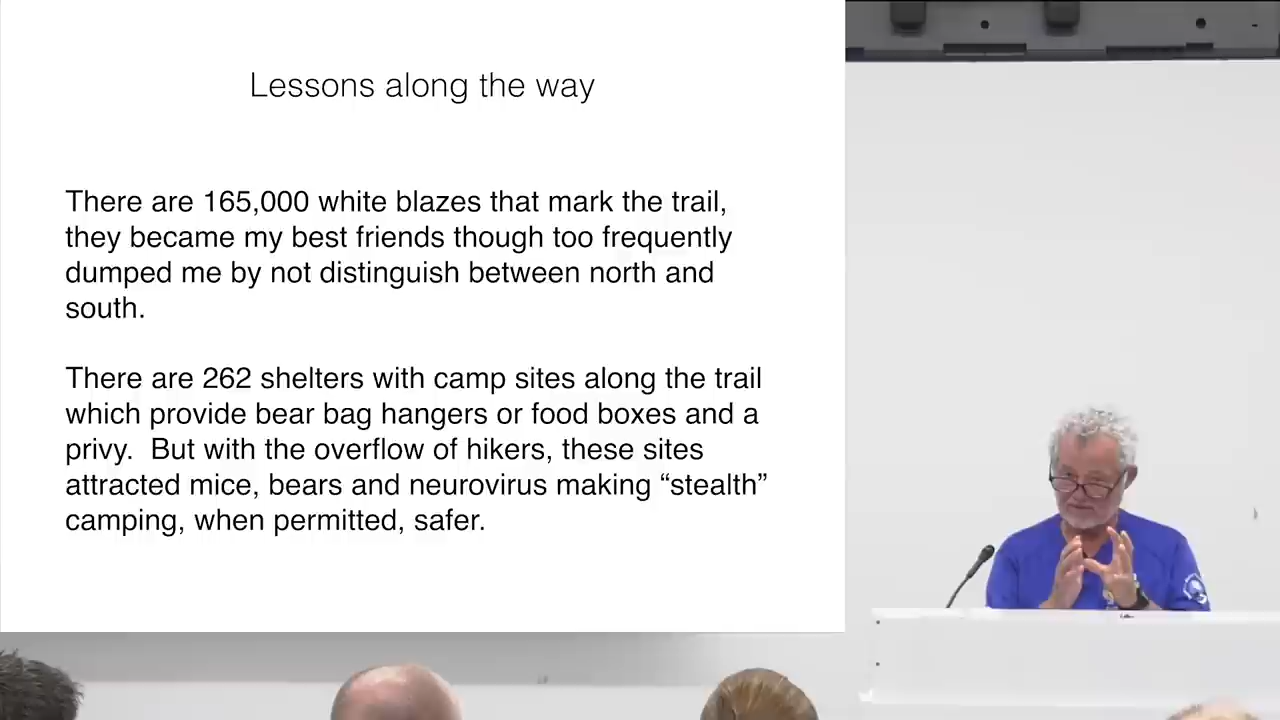 Lessons along the way
There are 165,000 white blazes that mark the trail,
they became my best friends though too frequently
dumped me by not distinguish between north and
south.
There are 262 shelters with camp sites along the trail
which provide bear bag hangers or food boxes and a
privy.  But with the overflow of hikers, these sites
attracted mice, bears and neurovirus making “stealth”
camping, when permitted, safer.